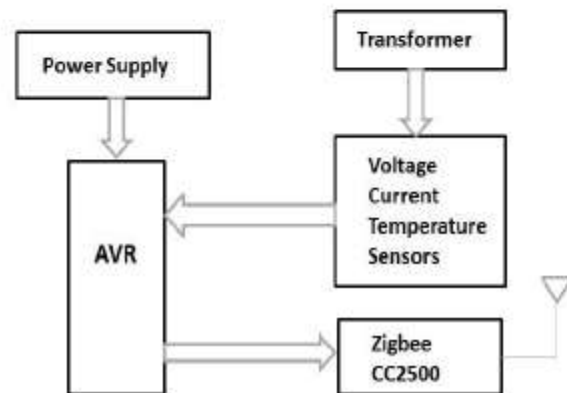 Power Supply
Transformer
Voltage
Current
Temperature
Sensors
AVR
Zigbee
CC2500